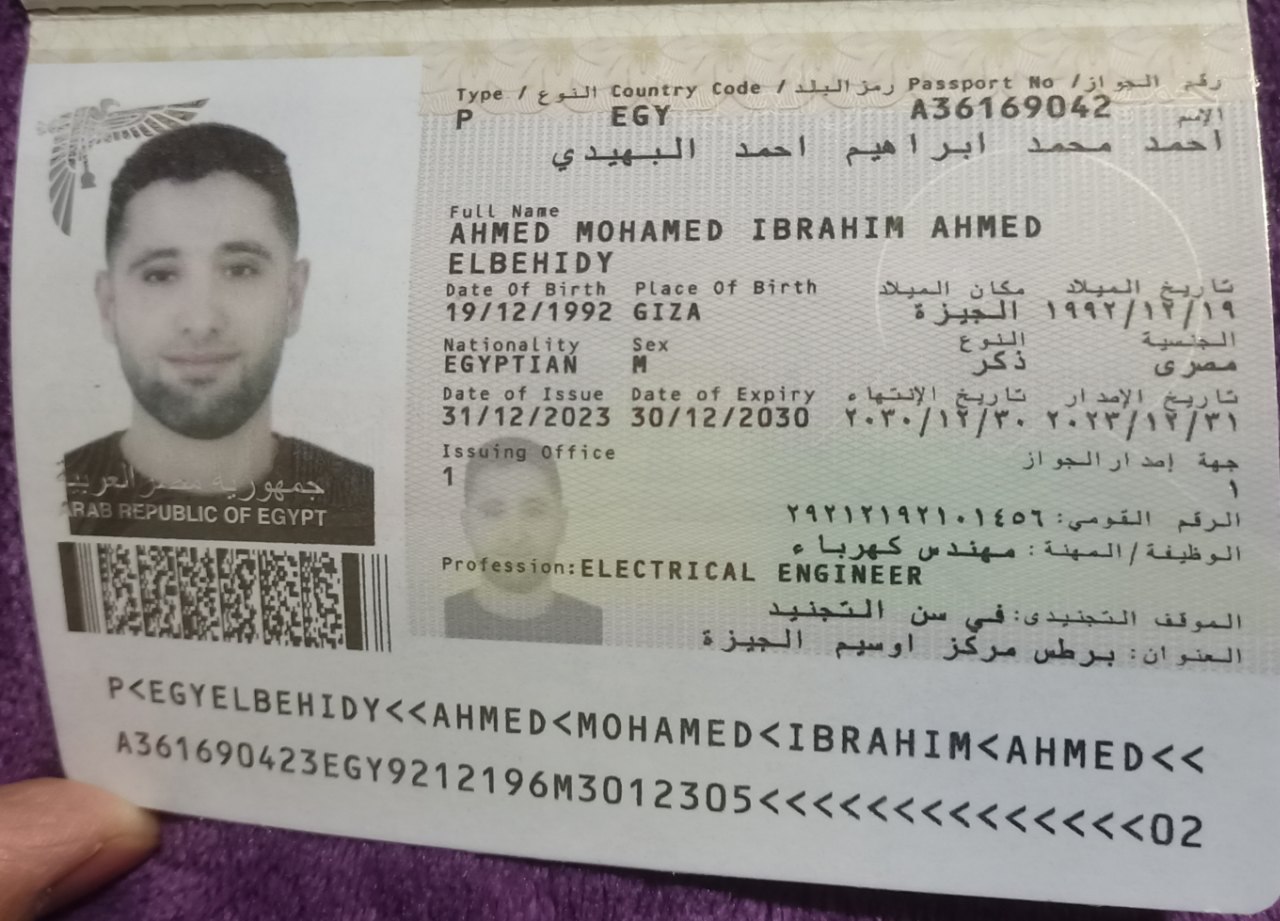 Type / النوع Country Code / رمز البلد Passport No / رقم الجواز
P EGY A36169042 الإسم
احمد محمد ابراهيم احمد البهيدي
Full Name
AHMED MOHAMED IBRAHIM AHMED
ELBEHIDY
Date Of Birth Place Of Birth مكان الميلاد تاريخ الميلاد
19/12/1992 GIZA الجيزة ١٩٩٢/١٢/١٩
Nationality Sex النوع الجنسية
EGYPTIAN M ذكر مصرى
Date of Issue Date of Expiry تاريخ الإنتهاء تاريخ الإصدار
31/12/2023 30/12/2030 ٢٠٣٠/١٢/٣٠ ٢٠٢٣/١٢/٣١
Issuing Office جهة إصدار الجواز
1 ١
الرقم القومي: ٢٩٢١٢١٩٢١٠١٤٥٦
الوظيفة/المهنة: مهندس كهرباء
Profession:ELECTRICAL ENGINEER
الموقف التجنيدى: في سن التجنيد
العنوان: برطس مركز اوسيم الجيزة
جمهورية مصر العربية
ARAB REPUBLIC OF EGYPT
P<EGYELBEHIDY<<AHMED<MOHAMED<IBRAHIM<AHMED<<
A361690423EGY9212196M3012305<<<<<<<<<<<<<<02